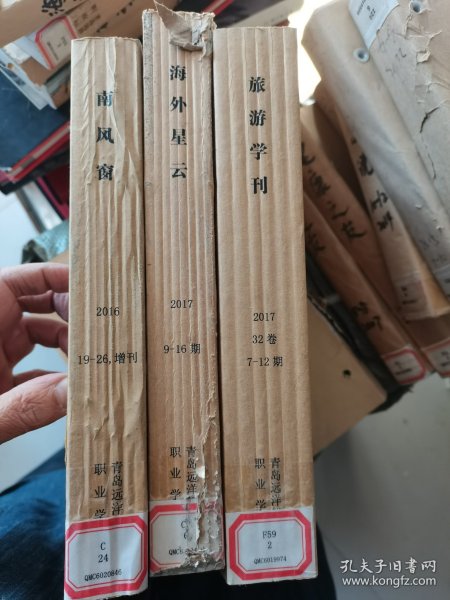 南风窗
2016
19-26,增刊
青岛远洋
职业学
C
24
QMC6020846
海外星云
2017
9-16期
青岛远洋
职业
C
旅游学刊
2017
32卷
7-12期
青岛远洋
职业学
F59
2
QMC6019974
孔夫子旧书网
www.kongfz.com